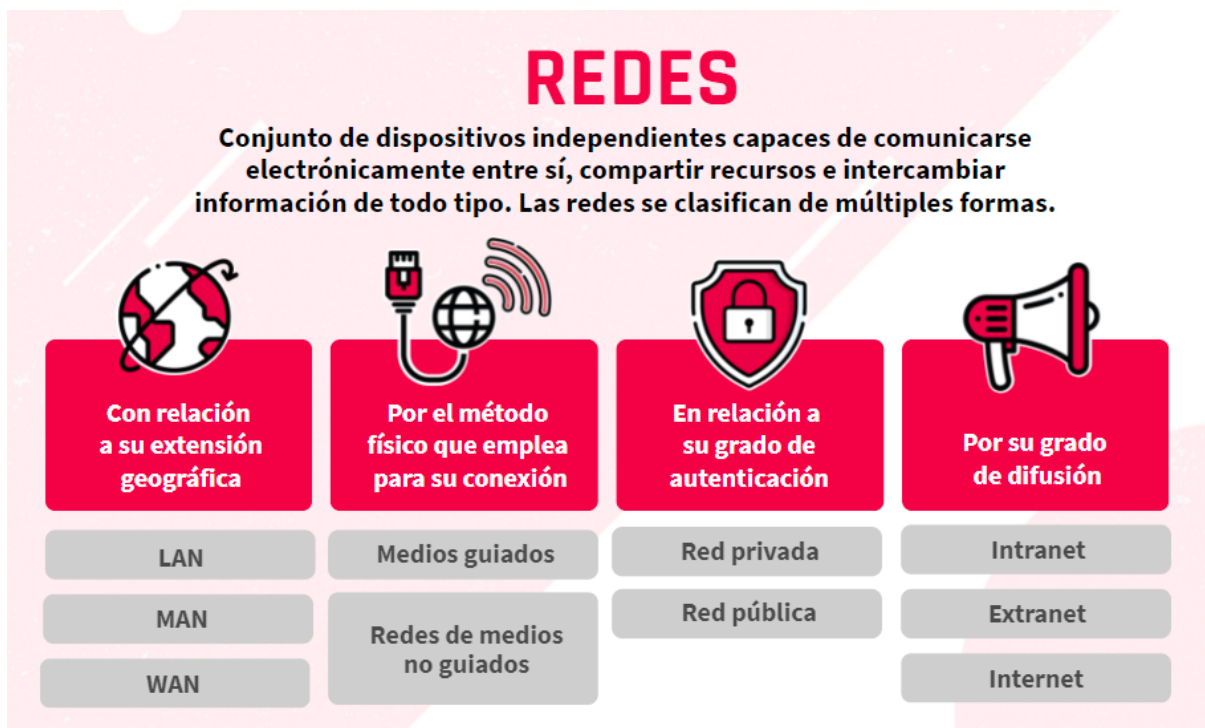 REDES
Conjunto de dispositivos independientes capaces de comunicarse
electrónicamente entre sí, compartir recursos e intercambiar
información de todo tipo. Las redes se clasifican de múltiples formas.
Con relación
a su extensión
geográfica
LAN
MAN
WAN
Por el método
físico que emplea
para su conexión
Medios guiados
Redes de medios
no guiados
En relación a
su grado de
autenticación
Red privada
Red pública
Por su grado
de difusión
Intranet
Extranet
Internet